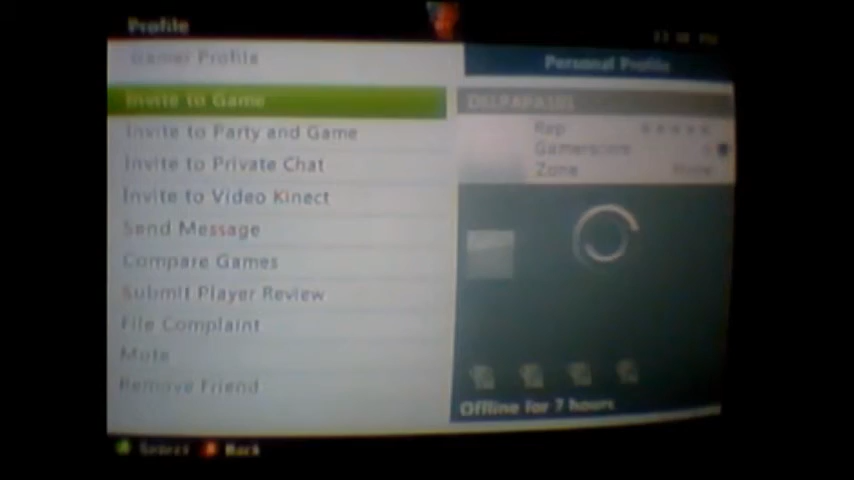 Profile
Gamer Profile
Personal Profile
Invite to Game
Invite to Party and Game
Rep
Invite to Private Chat
Gamerscore
Zone
Invite to Video Kinect
Send Message
Compare Games
Submit Player Review
File Complaint
Mute
Remove Friend
Offline for 7 hours
Select
Back